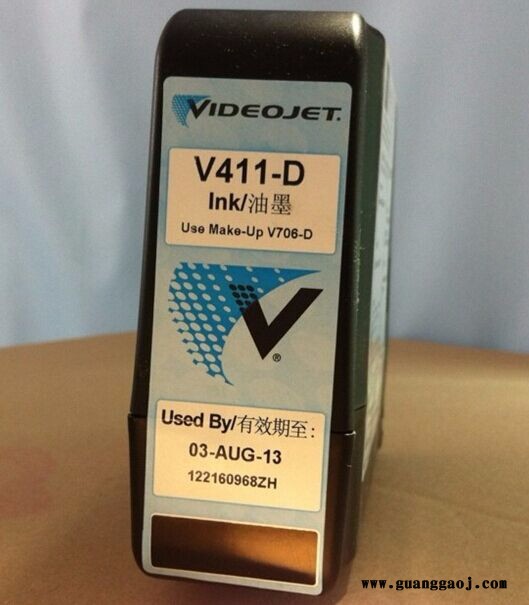 VIDEOJET.
V411-D
Ink/油墨
Use Make-Up V706-D
V®
Used By/有效期至:
03-AUG-13
122160968ZH
www.guanggaoj.com